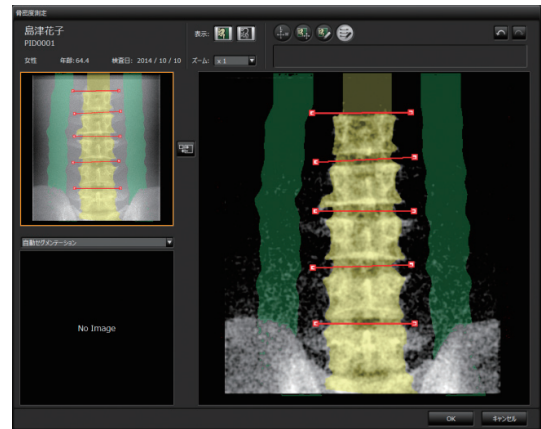 骨密度測定
島津花子
PID0001
女性 年齢: 64.4 検査日: 2014 / 10 / 10
表示:
ズーム: x 1
自動セグメンテーション
No Image
OK キャンセル